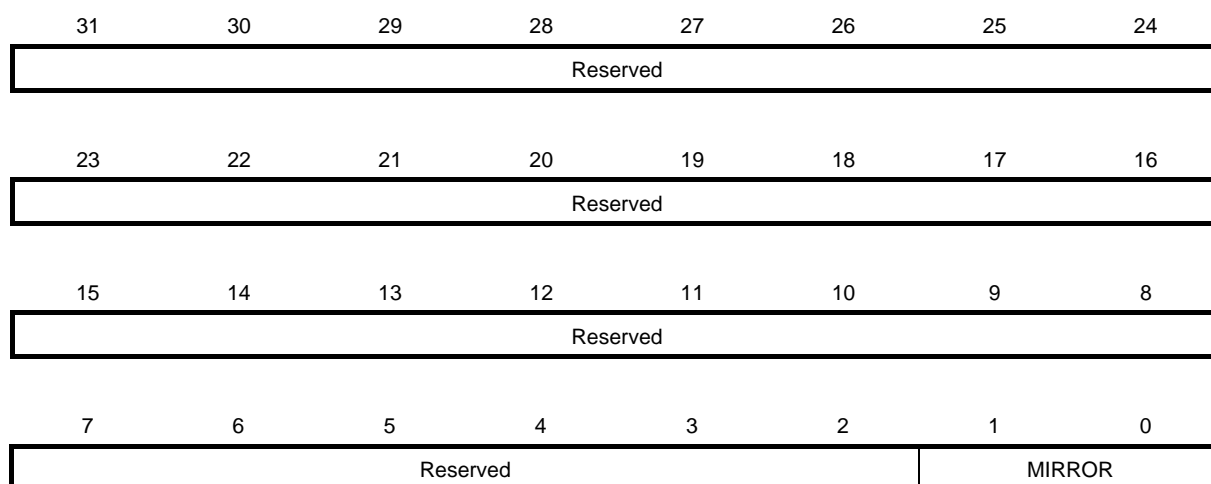 31 30 29 28 27 26 25 24
Reserved
23 22 21 20 19 18 17 16
Reserved
15 14 13 12 11 10 9 8
Reserved
7 6 5 4 3 2 1 0
Reserved MIRROR